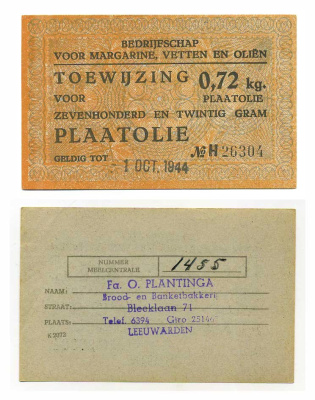 BEDRIJFSCHAP
VOOR MARGARINE, VETTEN EN OLIËN
TOEWIJZING 0,72 kg.
VOOR PLAATOLIE
ZEVENHONDERD EN TWINTIG GRAM
PLAATOLIE
GELDIG TOT - 1 OCT. 1944 № H 26304
NUMMER
MEELCENTRALE 1455
NAAM: Fa. O. PLANTINGA
Brood- en Banketbakkerij
STRAAT: Bleeklaan 71
PLAATS: Telef. 6394 Giro 25146
K 2073 LEEUWARDEN